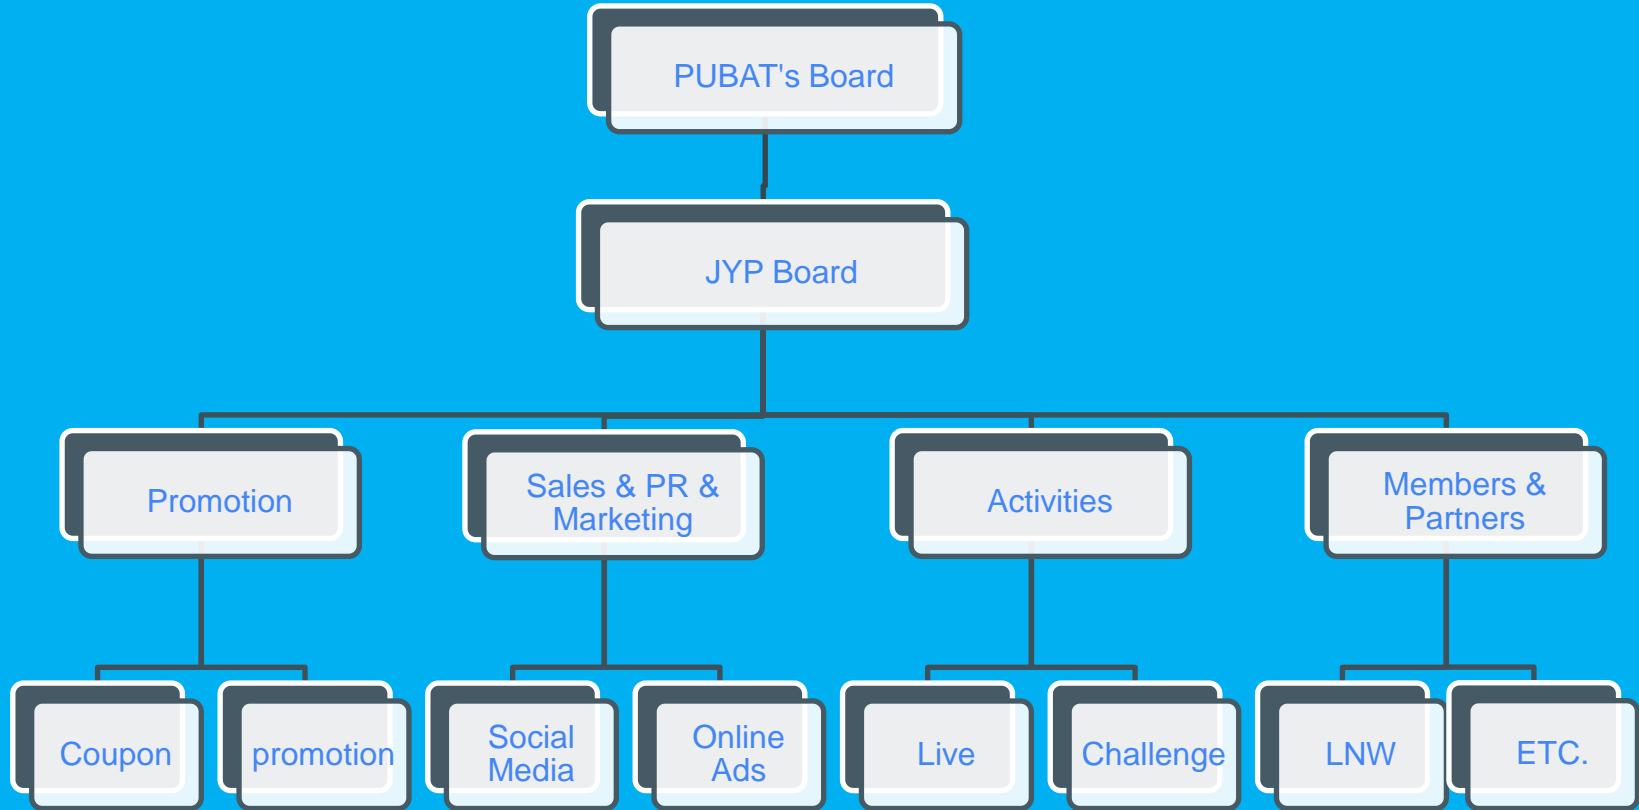 PUBAT's Board
JYP Board
Promotion
Sales & PR &
Marketing
Activities
Members &
Partners
Coupon
promotion
Social
Media
Online
Ads
Live
Challenge
LNW
ETC.